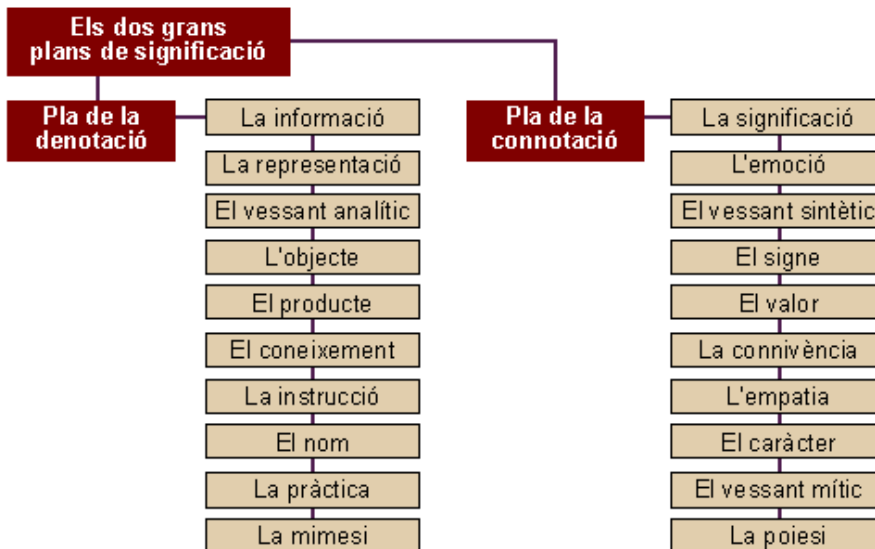 Els dos grans
plans de significació
Pla de la
denotació
La informació
La representació
El vessant analític
L'objecte
El producte
El coneixement
La instrucció
El nom
La pràctica
La mimesi
Pla de la
connotació
La significació
L'emoció
El vessant sintètic
El signe
El valor
La connivència
L'empatia
El caràcter
El vessant mític
La poiesi